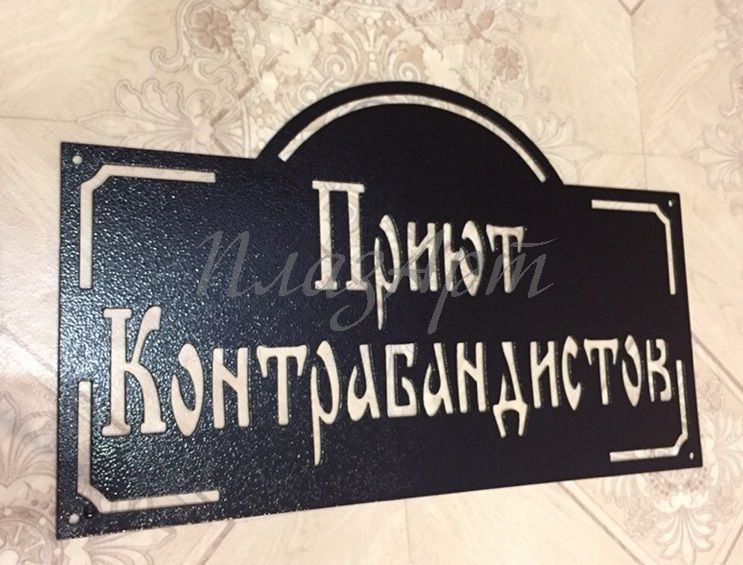 Приют
ПлазАрт
Контрабандистов